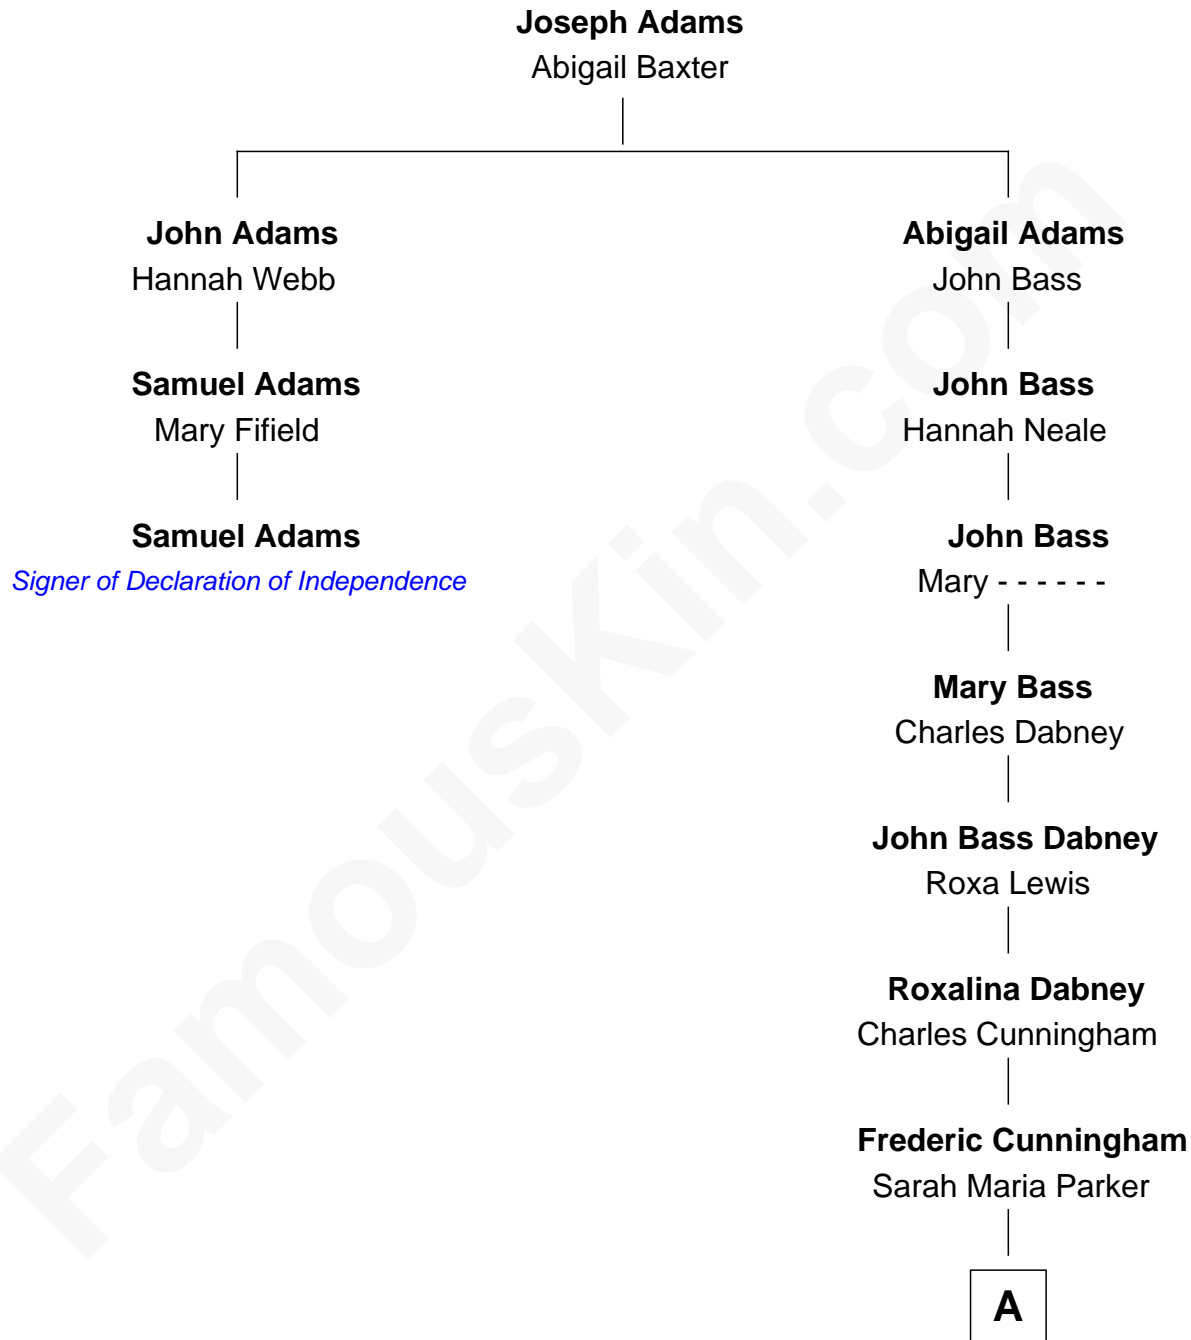 Joseph Adams
Abigail Baxter
John Adams
Hannah Webb
Samuel Adams
Mary Fifield
Samuel Adams
Signer of Declaration of Independence
Abigail Adams
John Bass
John Bass
Hannah Neale
John Bass
Mary - - - - - -
Mary Bass
Charles Dabney
John Bass Dabney
Roxa Lewis
Roxalina Dabney
Charles Cunningham
Frederic Cunningham
Sarah Maria Parker
A
FamousKin.com